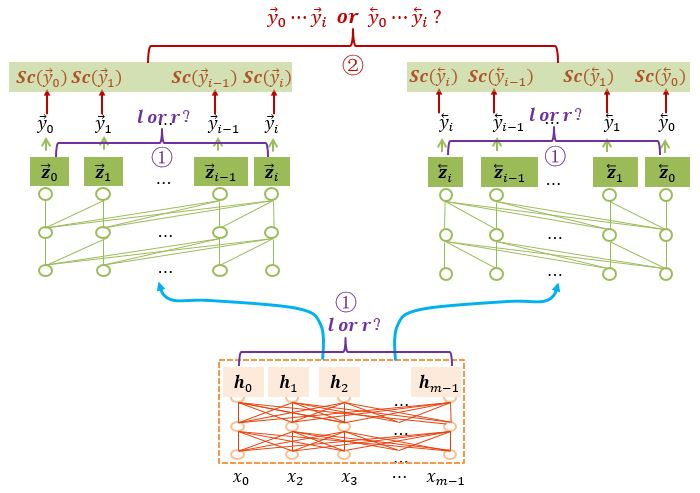 y⃗₀ ⋯ y⃗ᵢ or y⃖₀ ⋯ y⃖ᵢ ?
②
Sc(y⃗₀) Sc(y⃗₁) Sc(y⃗ᵢ₋₁) Sc(y⃗ᵢ)
Sc(y⃖ᵢ) Sc(y⃖ᵢ₋₁) Sc(y⃖₁) Sc(y⃖₀)
y⃗₀ y⃗₁ ... y⃗ᵢ₋₁ y⃗ᵢ
l or r?
①
z⃗₀ z⃗₁ ... z⃗ᵢ₋₁ z⃗ᵢ
...
...
y⃖ᵢ y⃖ᵢ₋₁ ... y⃖₁ y⃖₀
l or r?
①
z⃖ᵢ z⃖ᵢ₋₁ ... z⃖₁ z⃖₀
...
...
①
l or r?
h₀ h₁ h₂ hₘ₋₁
...
...
...
x₀ x₂ x₃ ... xₘ₋₁